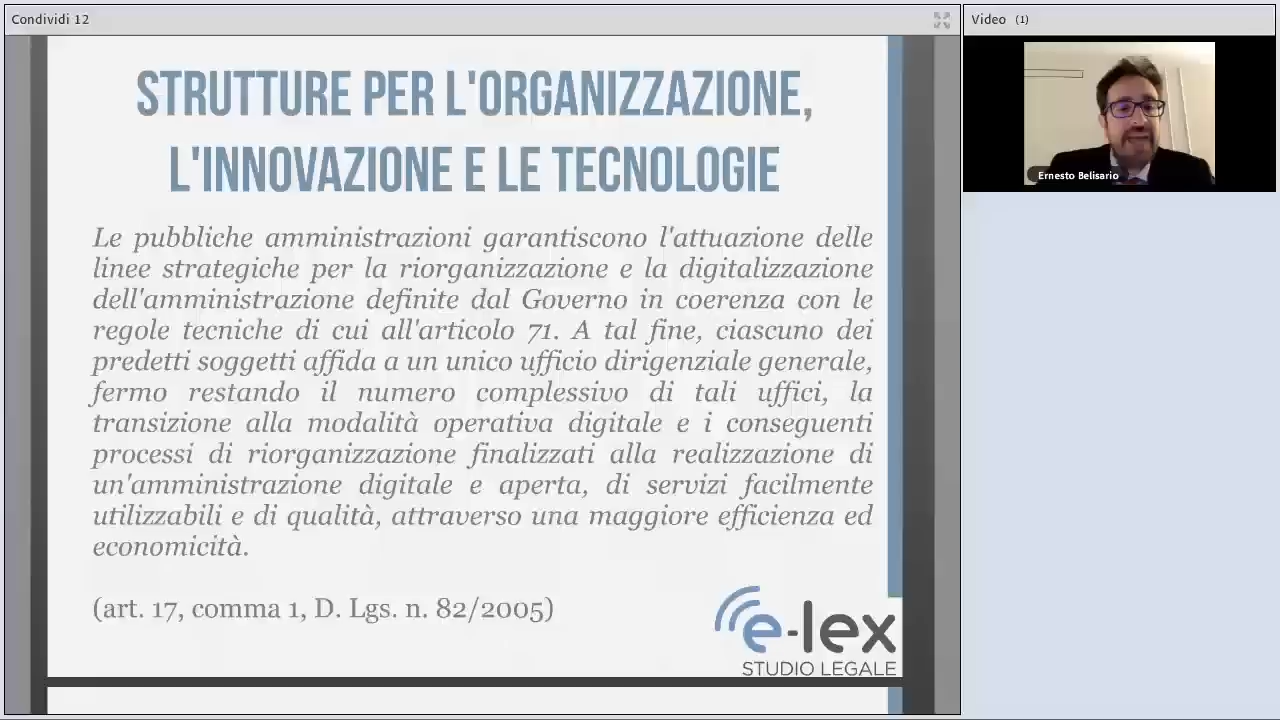 Condividi 12
Video (1)
STRUTTURE PER L'ORGANIZZAZIONE,
L'INNOVAZIONE E LE TECNOLOGIE
Le pubbliche amministrazioni garantiscono l'attuazione delle
linee strategiche per la riorganizzazione e la digitalizzazione
dell'amministrazione definite dal Governo in coerenza con le
regole tecniche di cui all'articolo 71. A tal fine, ciascuno dei
predetti soggetti affida a un unico ufficio dirigenziale generale,
fermo restando il numero complessivo di tali uffici, la
transizione alla modalità operativa digitale e i conseguenti
processi di riorganizzazione finalizzati alla realizzazione di
un'amministrazione digitale e aperta, di servizi facilmente
utilizzabili e di qualità, attraverso una maggiore efficienza ed
economicità.
(art. 17, comma 1, D. Lgs. n. 82/2005)
e-lex
STUDIO LEGALE
Ernesto Belisario